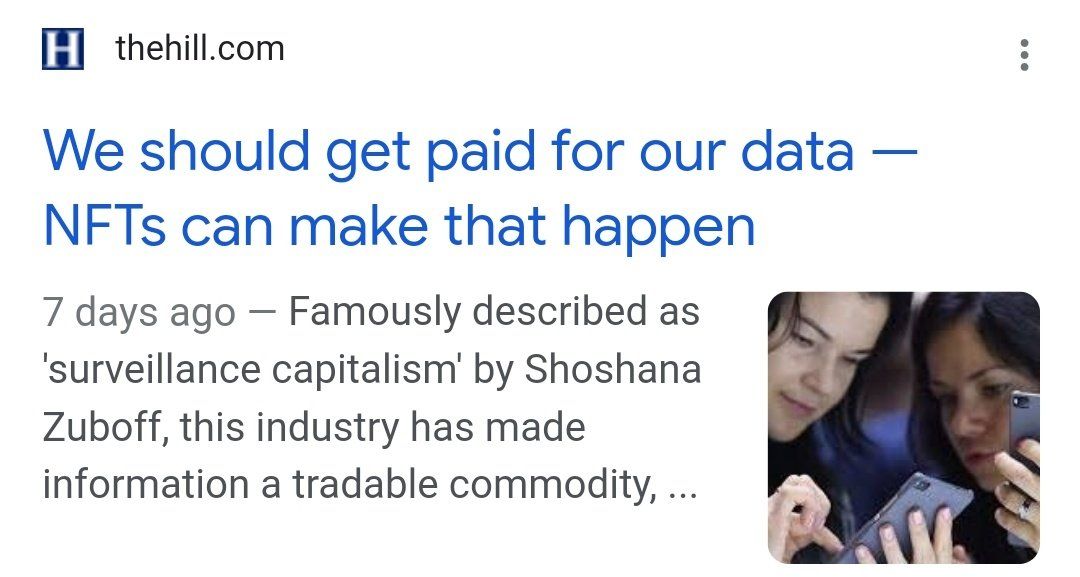 H thehill.com
We should get paid for our data —
NFTs can make that happen
7 days ago — Famously described as
'surveillance capitalism' by Shoshana
Zuboff, this industry has made
information a tradable commodity, ...